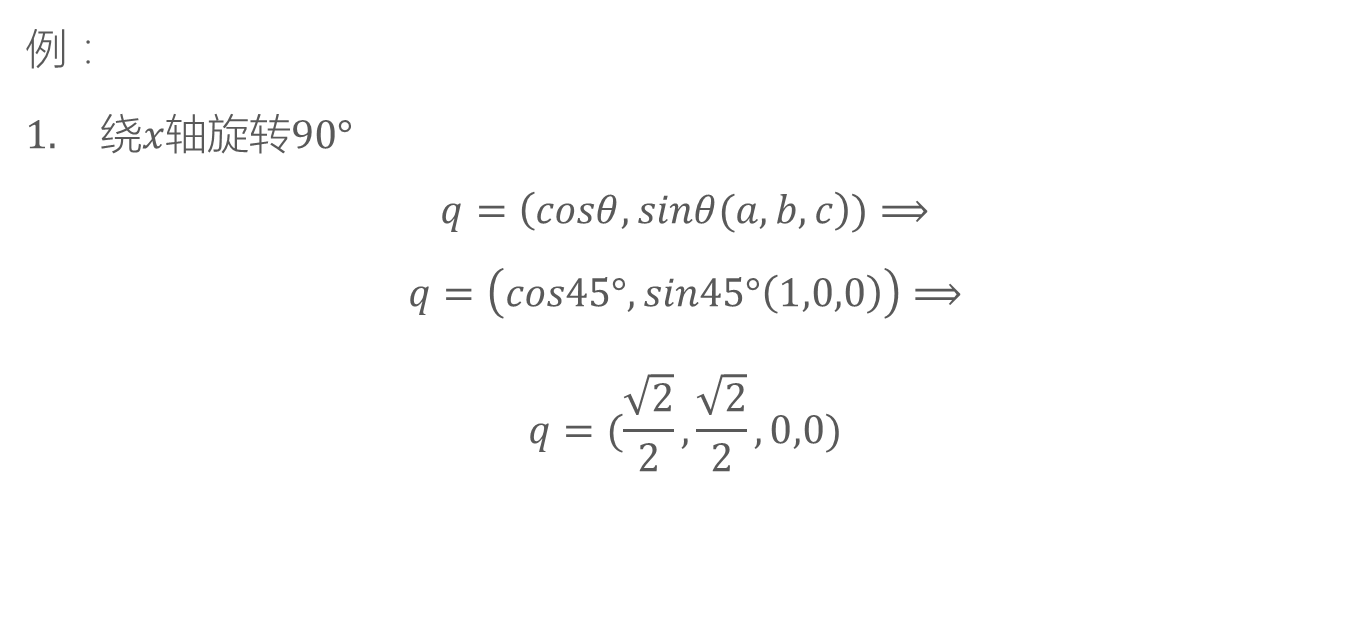 例：
1. 绕x轴旋转90°
q = (cosθ, sinθ(a, b, c)) ⟹
q = (cos45°, sin45°(1,0,0)) ⟹
q = (√2/2, √2/2, 0,0)